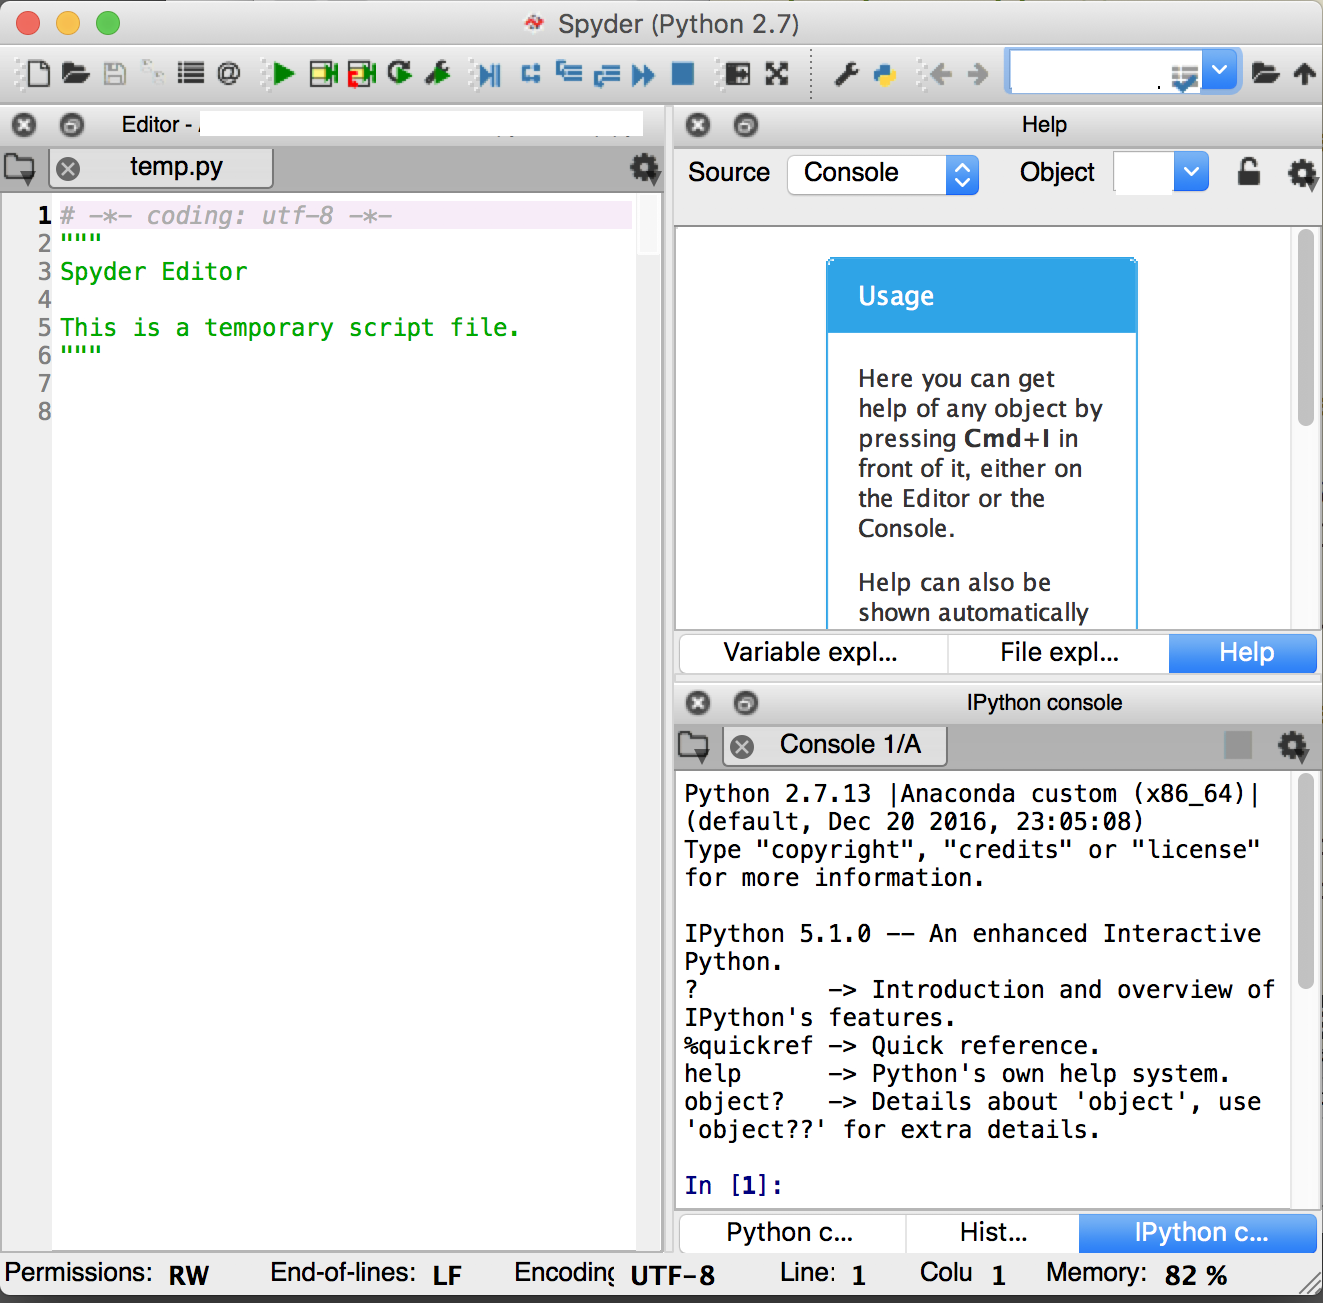 Spyder (Python 2.7)
Editor -
temp.py
1 # -*- coding: utf-8 -*-
2 """
3 Spyder Editor
4
5 This is a temporary script file.
6 """
7
8
Help
Source Console Object
Usage
Here you can get
help of any object by
pressing Cmd+I in
front of it, either on
the Editor or the
Console.
Help can also be
shown automatically
Variable expl... File expl... Help
IPython console
Console 1/A
Python 2.7.13 |Anaconda custom (x86_64)|
(default, Dec 20 2016, 23:05:08)
Type "copyright", "credits" or "license"
for more information.
IPython 5.1.0 -- An enhanced Interactive
Python.
?         -> Introduction and overview of
IPython's features.
%quickref -> Quick reference.
help      -> Python's own help system.
object?   -> Details about 'object', use
'object??' for extra details.
In [1]:
Python c... Hist... IPython c...
Permissions: RW End-of-lines: LF Encoding UTF-8 Line: 1 Colu 1 Memory: 82 %